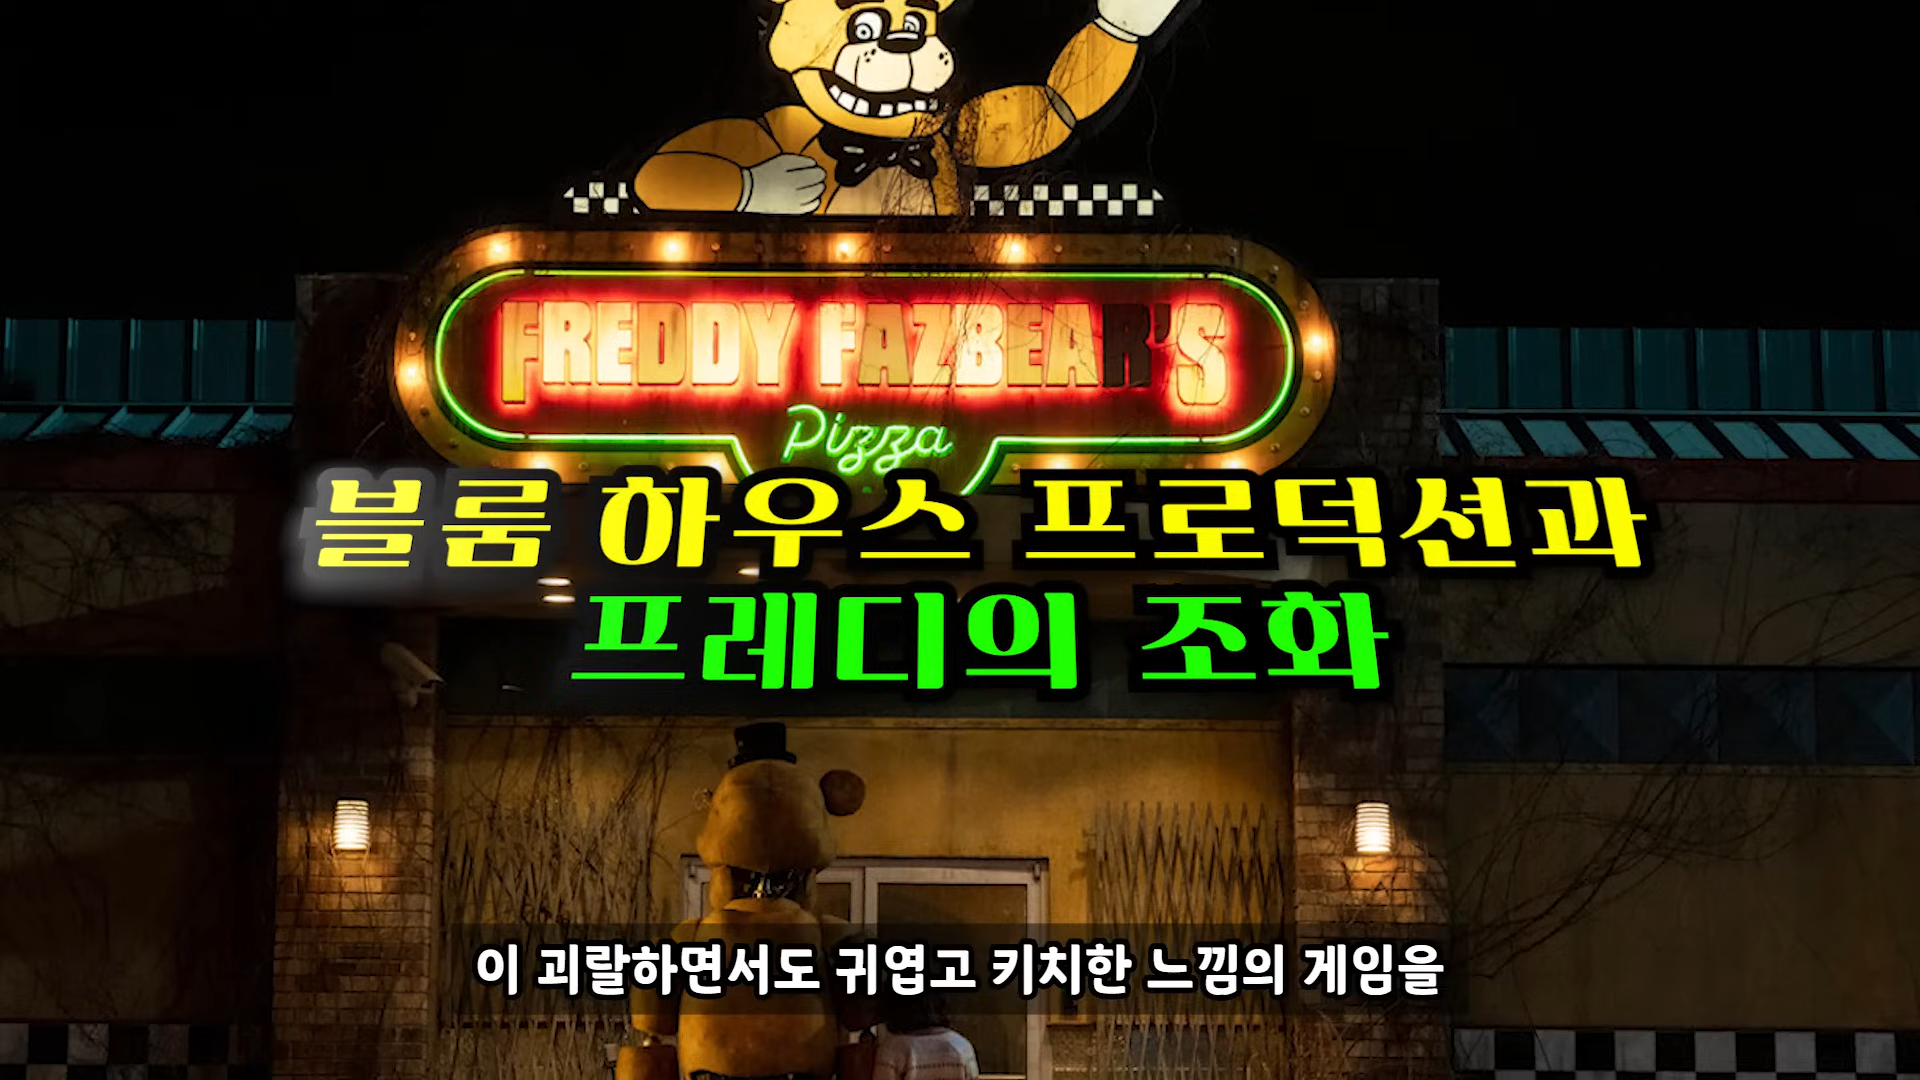 FREDDY FAZBEAR'S
Pizza
블룸 하우스 프로덕션과
프레디의 조화
이 괴랄하면서도 귀엽고 키치한 느낌의 게임을